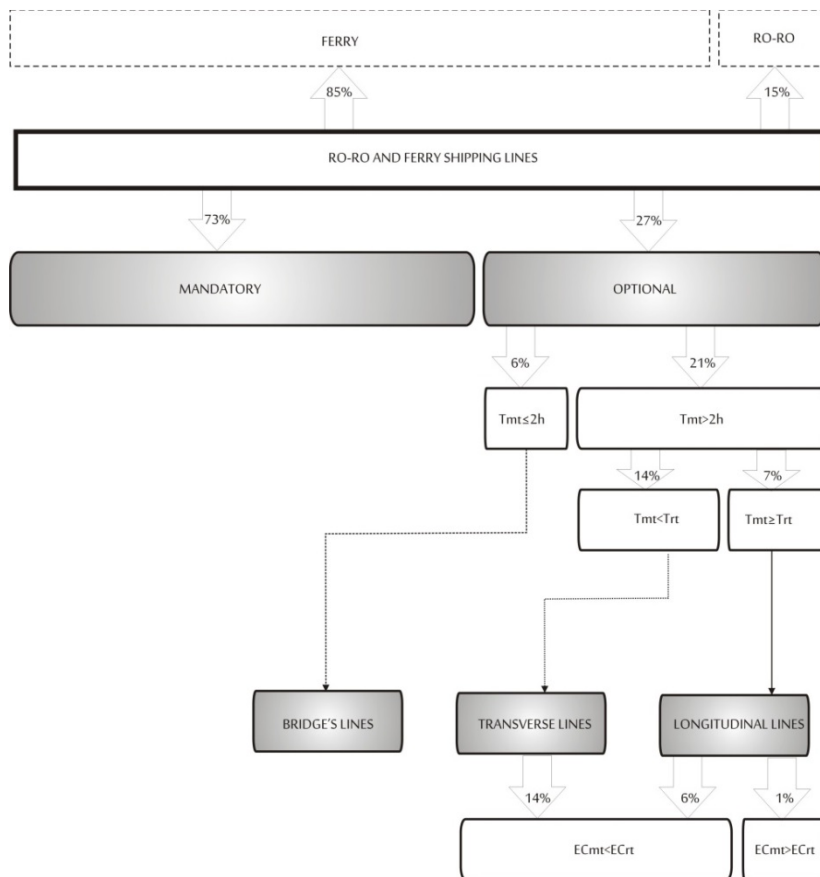 FERRY
RO-RO
85%
15%
RO-RO AND FERRY SHIPPING LINES
73%
27%
MANDATORY
OPTIONAL
6%
21%
Tmt≤2h
Tmt>2h
14%
7%
Tmt<Trt
Tmt≥Trt
BRIDGE'S LINES
TRANSVERSE LINES
LONGITUDINAL LINES
14%
6%
1%
ECmt<ECrt
ECmt>ECrt